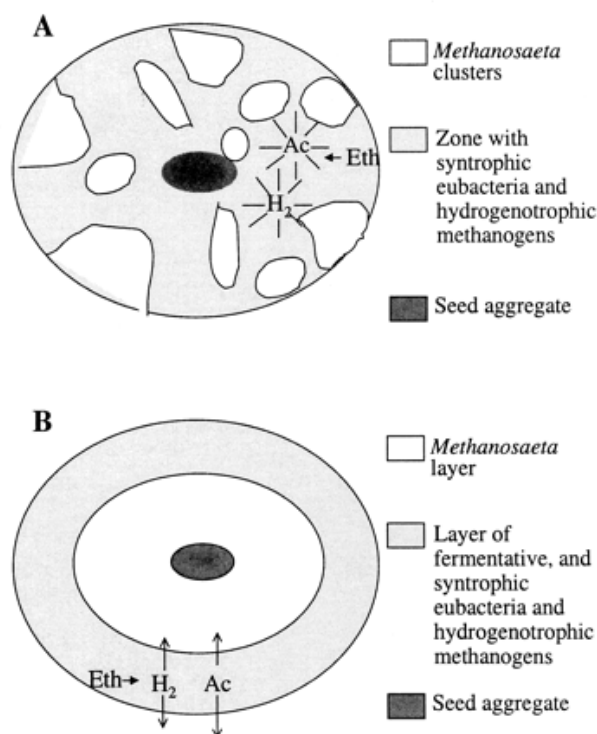 A
Methanosaeta
clusters
Ac
Eth
H₂
Zone with
syntrophic
eubacteria and
hydrogenotrophic
methanogens
Seed aggregate
B
Methanosaeta
layer
Layer of
fermentative, and
syntrophic
eubacteria and
hydrogenotrophic
methanogens
Eth H₂ Ac
Seed aggregate